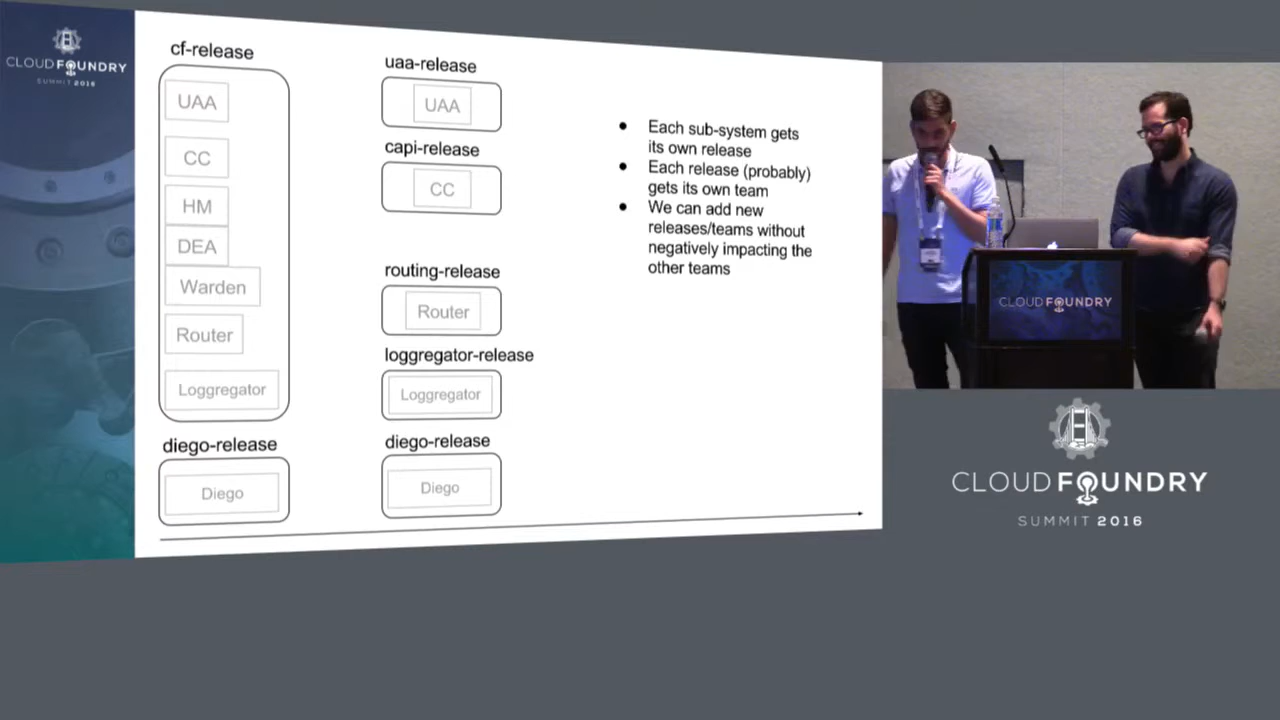 CLOUD FOUNDRY
SUMMIT 2016
cf-release
UAA
CC
HM
DEA
Warden
Router
Loggregator
diego-release
Diego
uaa-release
UAA
capi-release
CC
routing-release
Router
loggregator-release
Loggregator
diego-release
Diego
● Each sub-system gets
its own release
● Each release (probably)
gets its own team
● We can add new
releases/teams without
negatively impacting the
other teams
CLOUD FOUNDRY
CLOUD FOUNDRY
SUMMIT 2016